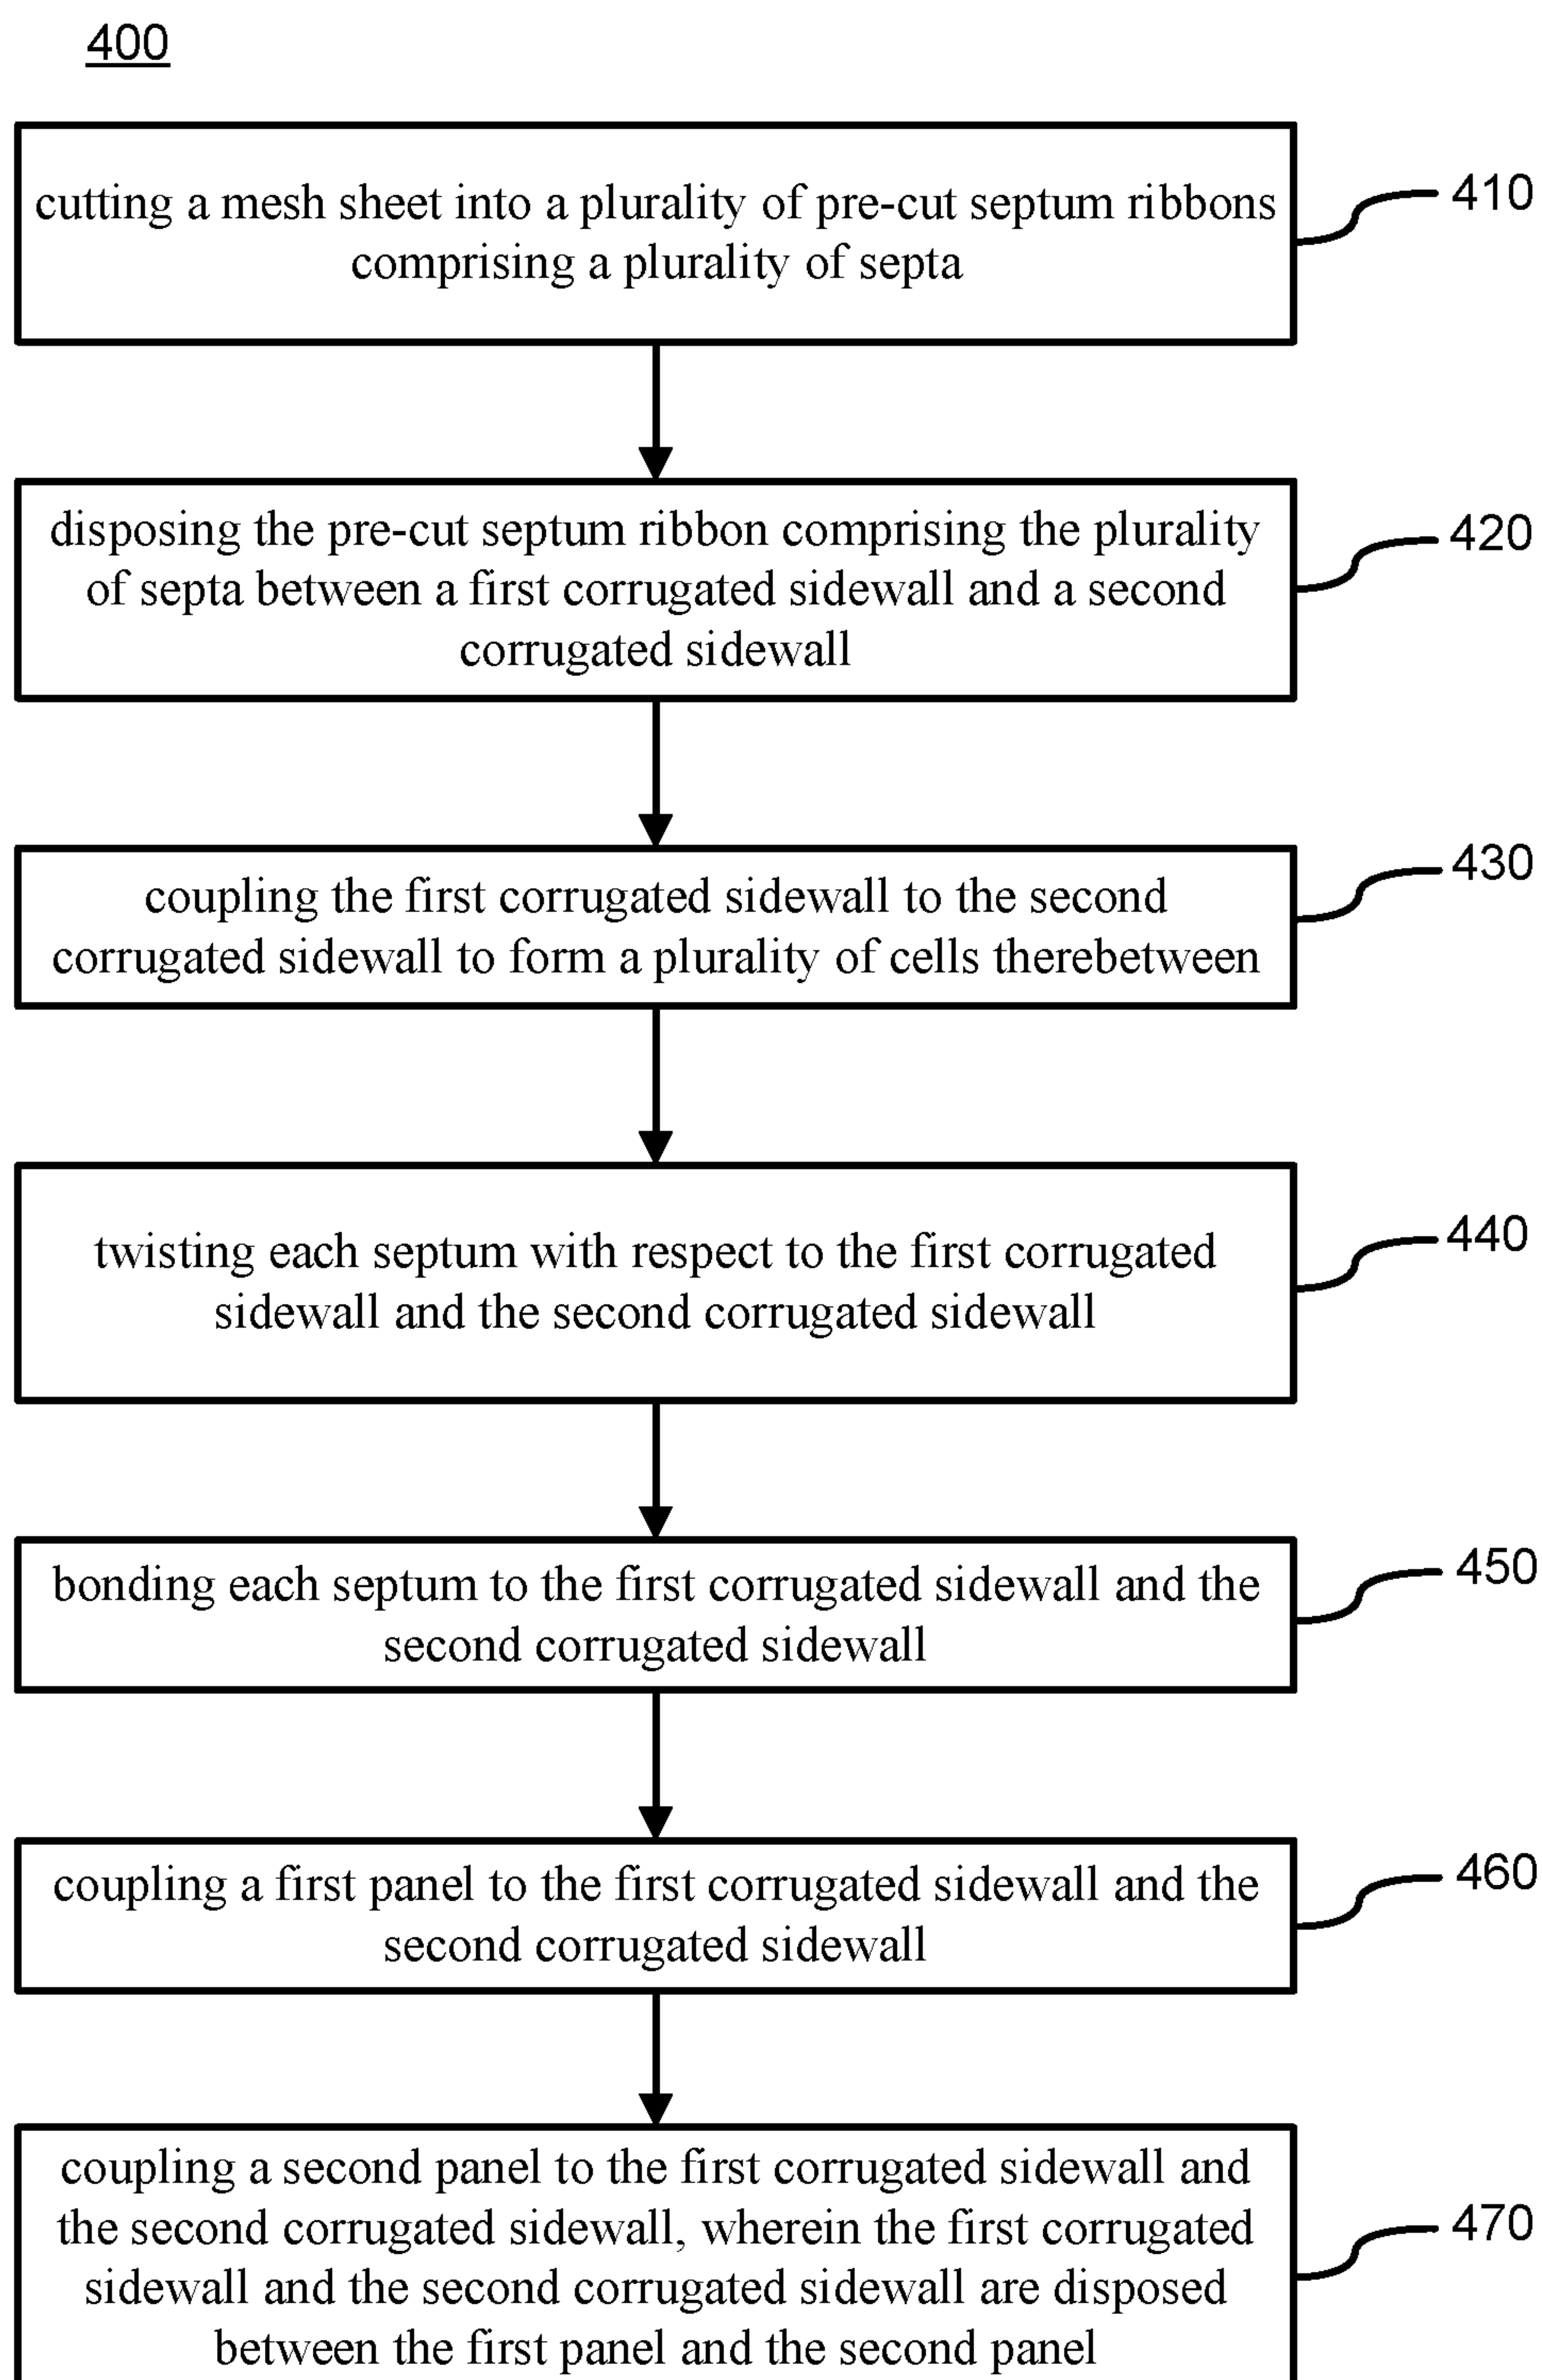 400
cutting a mesh sheet into a plurality of pre-cut septum ribbons
comprising a plurality of septa
410
disposing the pre-cut septum ribbon comprising the plurality
of septa between a first corrugated sidewall and a second
corrugated sidewall
420
coupling the first corrugated sidewall to the second
corrugated sidewall to form a plurality of cells therebetween
430
twisting each septum with respect to the first corrugated
sidewall and the second corrugated sidewall
440
bonding each septum to the first corrugated sidewall and the
second corrugated sidewall
450
coupling a first panel to the first corrugated sidewall and the
second corrugated sidewall
460
coupling a second panel to the first corrugated sidewall and
the second corrugated sidewall, wherein the first corrugated
sidewall and the second corrugated sidewall are disposed
between the first panel and the second panel
470